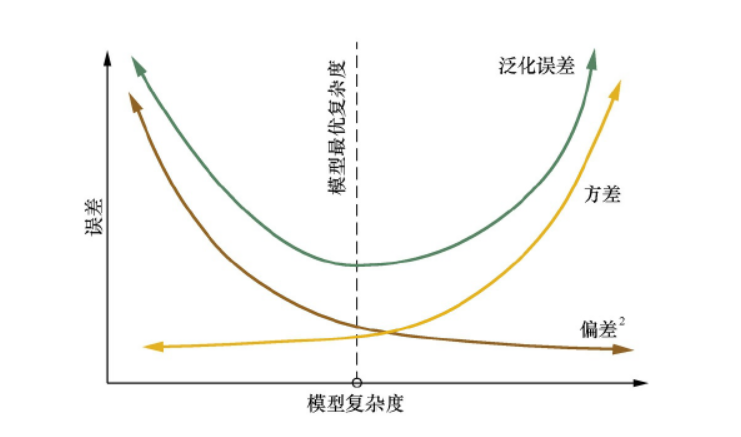 泛化误差
模型最优复杂度
方差
误差
偏差²
模型复杂度